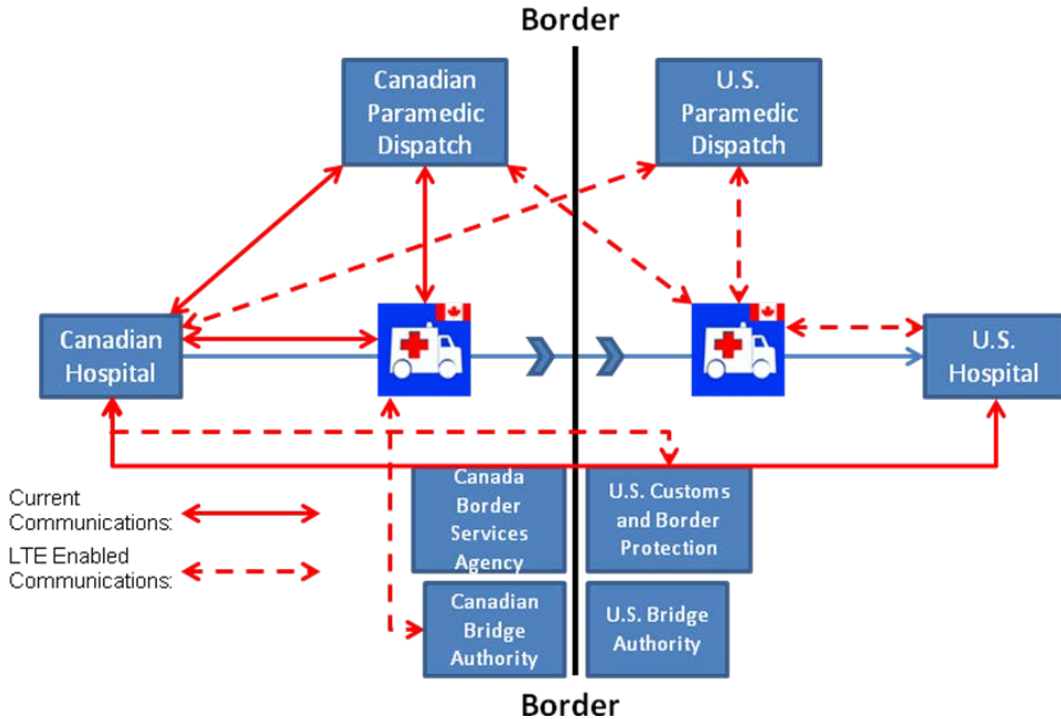 Border
Canadian
Paramedic
Dispatch
U.S.
Paramedic
Dispatch
Canadian
Hospital
U.S.
Hospital
Current
Communications:
LTE Enabled
Communications:
Canada
Border
Services
Agency
U.S. Customs
and Border
Protection
Canadian
Bridge
Authority
U.S. Bridge
Authority
Border